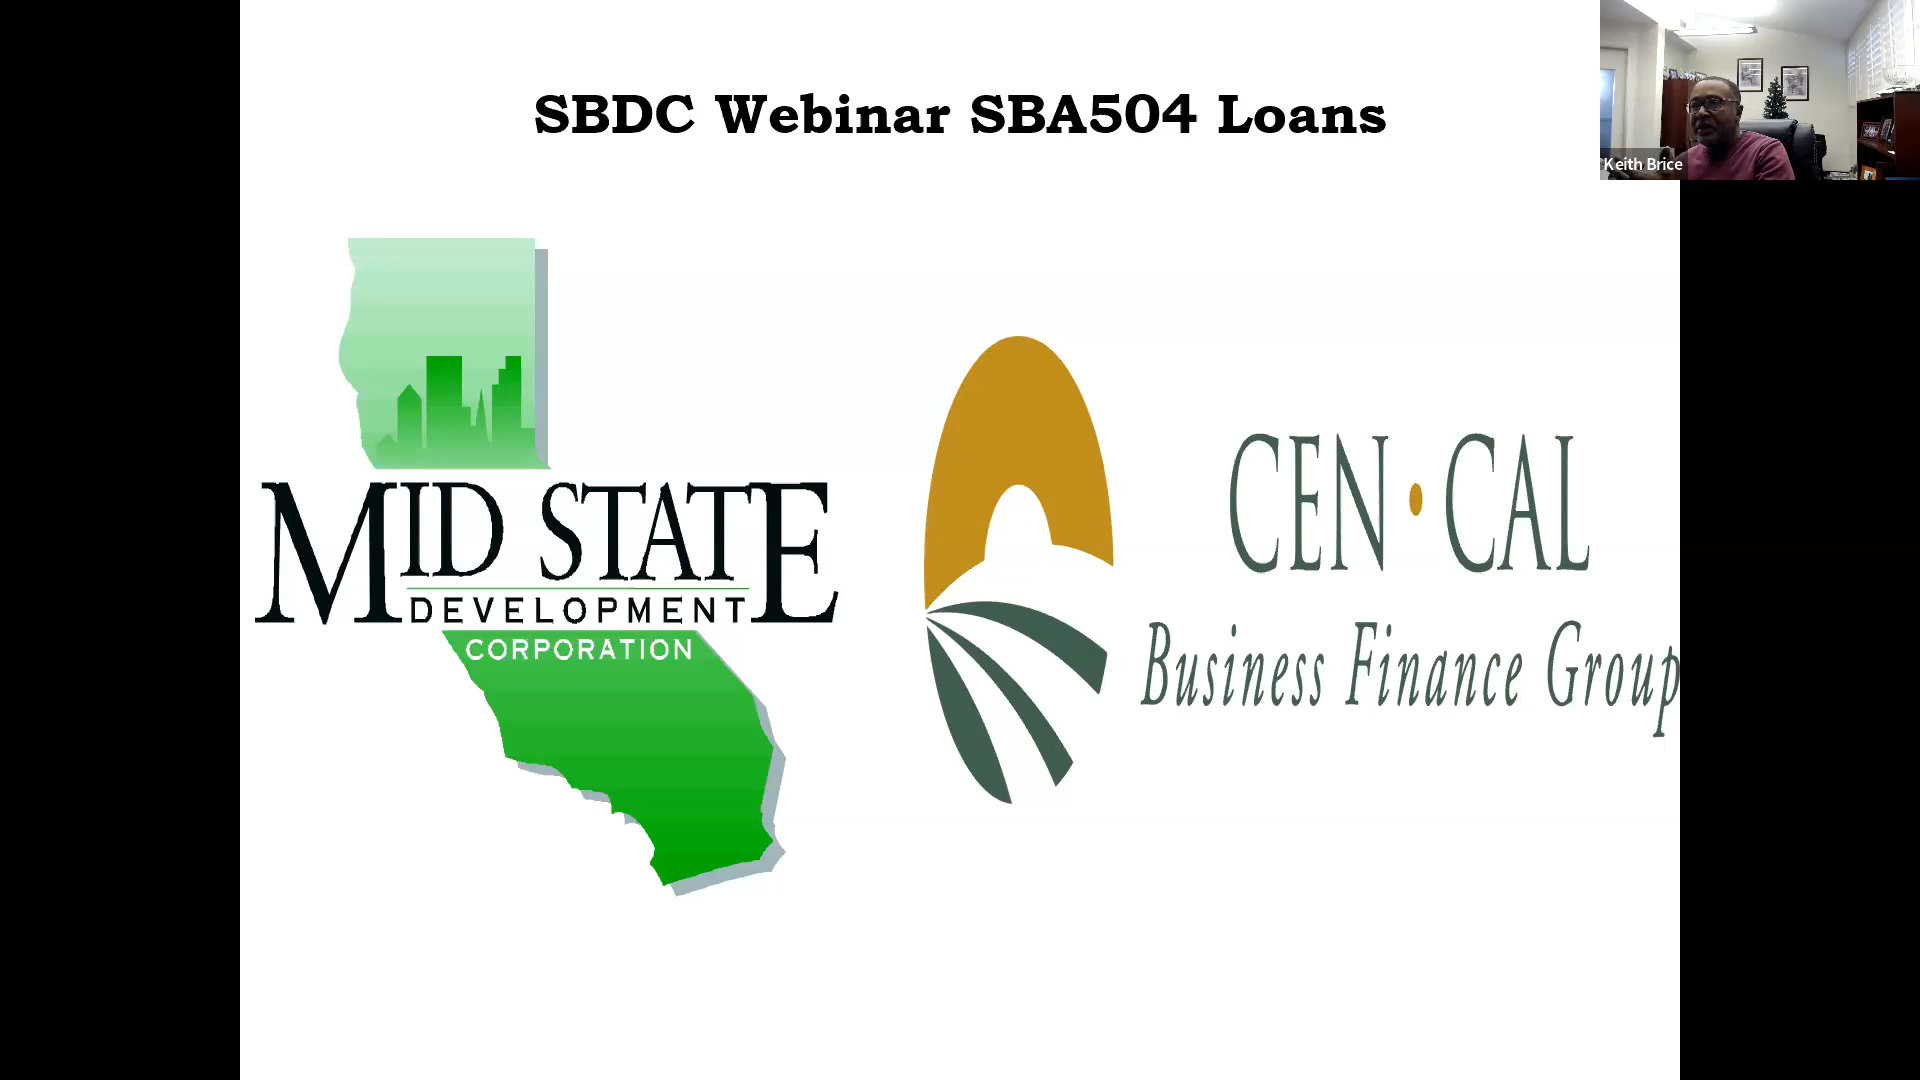 SBDC Webinar SBA504 Loans
Keith Brice
MID STATE
DEVELOPMENT
CORPORATION
CEN•CAL
Business Finance Group